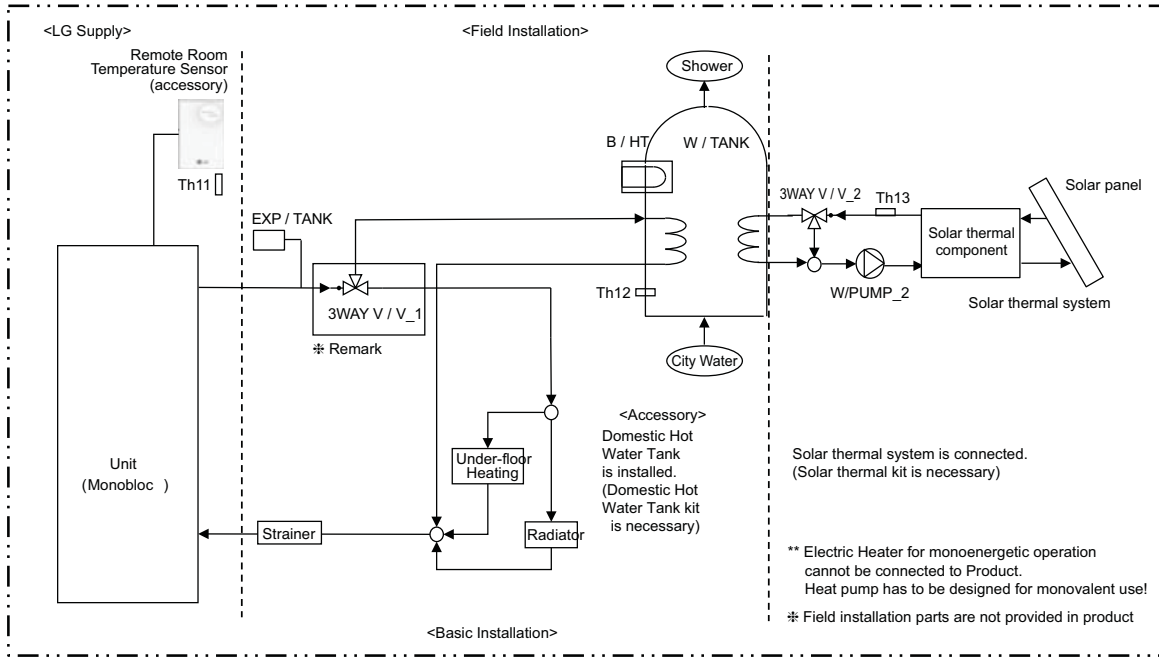 <LG Supply>
<Field Installation>
Remote Room
Temperature Sensor
(accessory)
LG
Th11
Shower
B / HT
W / TANK
EXP / TANK
3WAY V / V_1
※ Remark
Th12
City Water
3WAY V / V_2
Th13
Solar thermal
component
W/PUMP_2
Solar panel
Solar thermal system
Unit
(Monobloc )
Under-floor
Heating
Strainer
Radiator
<Accessory>
Domestic Hot
Water Tank
is installed.
(Domestic Hot
Water Tank kit
is necessary)
Solar thermal system is connected.
(Solar thermal kit is necessary)
** Electric Heater for monoenergetic operation
cannot be connected to Product.
Heat pump has to be designed for monovalent use!
※ Field installation parts are not provided in product
<Basic Installation>